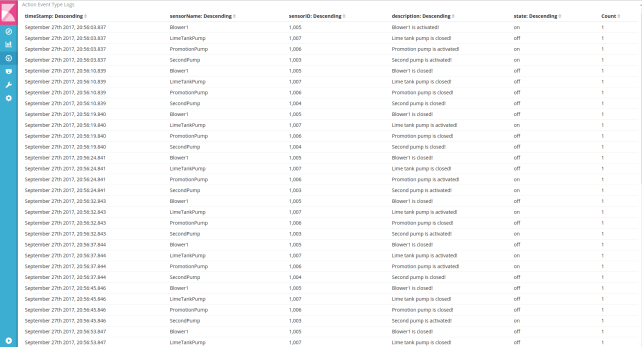 Action Event Type Logs
timeStamp: Descending sensorName: Descending sensorID: Descending description: Descending state: Descending Count
September 27th 2017, 20:56:03.837 Blower1 1,005 Blower1 is activated! on 1
September 27th 2017, 20:56:03.837 LimeTankPump 1,007 Lime tank pump is closed! off 1
September 27th 2017, 20:56:03.837 PromotionPump 1,006 Promotion pump is activated! on 1
September 27th 2017, 20:56:03.837 SecondPump 1,003 Second pump is activated! on 1
September 27th 2017, 20:56:10.839 Blower1 1,005 Blower1 is closed! off 1
September 27th 2017, 20:56:10.839 LimeTankPump 1,007 Lime tank pump is closed! off 1
September 27th 2017, 20:56:10.839 PromotionPump 1,006 Promotion pump is closed! off 1
September 27th 2017, 20:56:10.839 SecondPump 1,004 Second pump is closed! off 1
September 27th 2017, 20:56:19.840 Blower1 1,005 Blower1 is closed! off 1
September 27th 2017, 20:56:19.840 LimeTankPump 1,007 Lime tank pump is activated! on 1
September 27th 2017, 20:56:19.840 PromotionPump 1,006 Promotion pump is closed! off 1
September 27th 2017, 20:56:19.840 SecondPump 1,004 Second pump is closed! off 1
September 27th 2017, 20:56:24.841 Blower1 1,005 Blower1 is closed! off 1
September 27th 2017, 20:56:24.841 LimeTankPump 1,007 Lime tank pump is closed! off 1
September 27th 2017, 20:56:24.841 PromotionPump 1,006 Promotion pump is activated! on 1
September 27th 2017, 20:56:24.841 SecondPump 1,003 Second pump is activated! on 1
September 27th 2017, 20:56:32.843 Blower1 1,005 Blower1 is closed! off 1
September 27th 2017, 20:56:32.843 LimeTankPump 1,007 Lime tank pump is activated! on 1
September 27th 2017, 20:56:32.843 PromotionPump 1,006 Promotion pump is closed! off 1
September 27th 2017, 20:56:32.843 SecondPump 1,003 Second pump is activated! on 1
September 27th 2017, 20:56:37.844 Blower1 1,005 Blower1 is closed! off 1
September 27th 2017, 20:56:37.844 LimeTankPump 1,007 Lime tank pump is activated! on 1
September 27th 2017, 20:56:37.844 PromotionPump 1,006 Promotion pump is activated! on 1
September 27th 2017, 20:56:37.844 SecondPump 1,004 Second pump is closed! off 1
September 27th 2017, 20:56:45.846 Blower1 1,005 Blower1 is closed! off 1
September 27th 2017, 20:56:45.846 LimeTankPump 1,007 Lime tank pump is closed! off 1
September 27th 2017, 20:56:45.846 PromotionPump 1,006 Promotion pump is closed! off 1
September 27th 2017, 20:56:45.846 SecondPump 1,003 Second pump is activated! on 1
September 27th 2017, 20:56:53.847 Blower1 1,005 Blower1 is closed! off 1
September 27th 2017, 20:56:53.847 LimeTankPump 1,007 Lime tank pump is closed! off 1